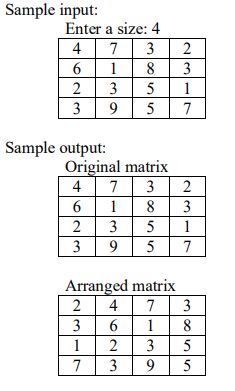 Sample input:
Enter a size: 4
4 7 3 2
6 1 8 3
2 3 5 1
3 9 5 7
Sample output:
Original matrix
4 7 3 2
6 1 8 3
2 3 5 1
3 9 5 7
Arranged matrix
2 4 7 3
3 6 1 8
1 2 3 5
7 3 9 5